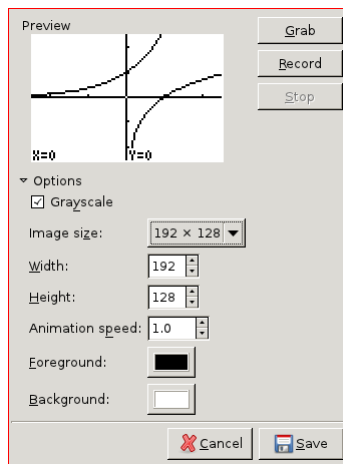 Preview
Grab
Record
Stop
X=0 Y=0
Options
Grayscale
Image size: 192 × 128
Width: 192
Height: 128
Animation speed: 1.0
Foreground:
Background:
Cancel Save